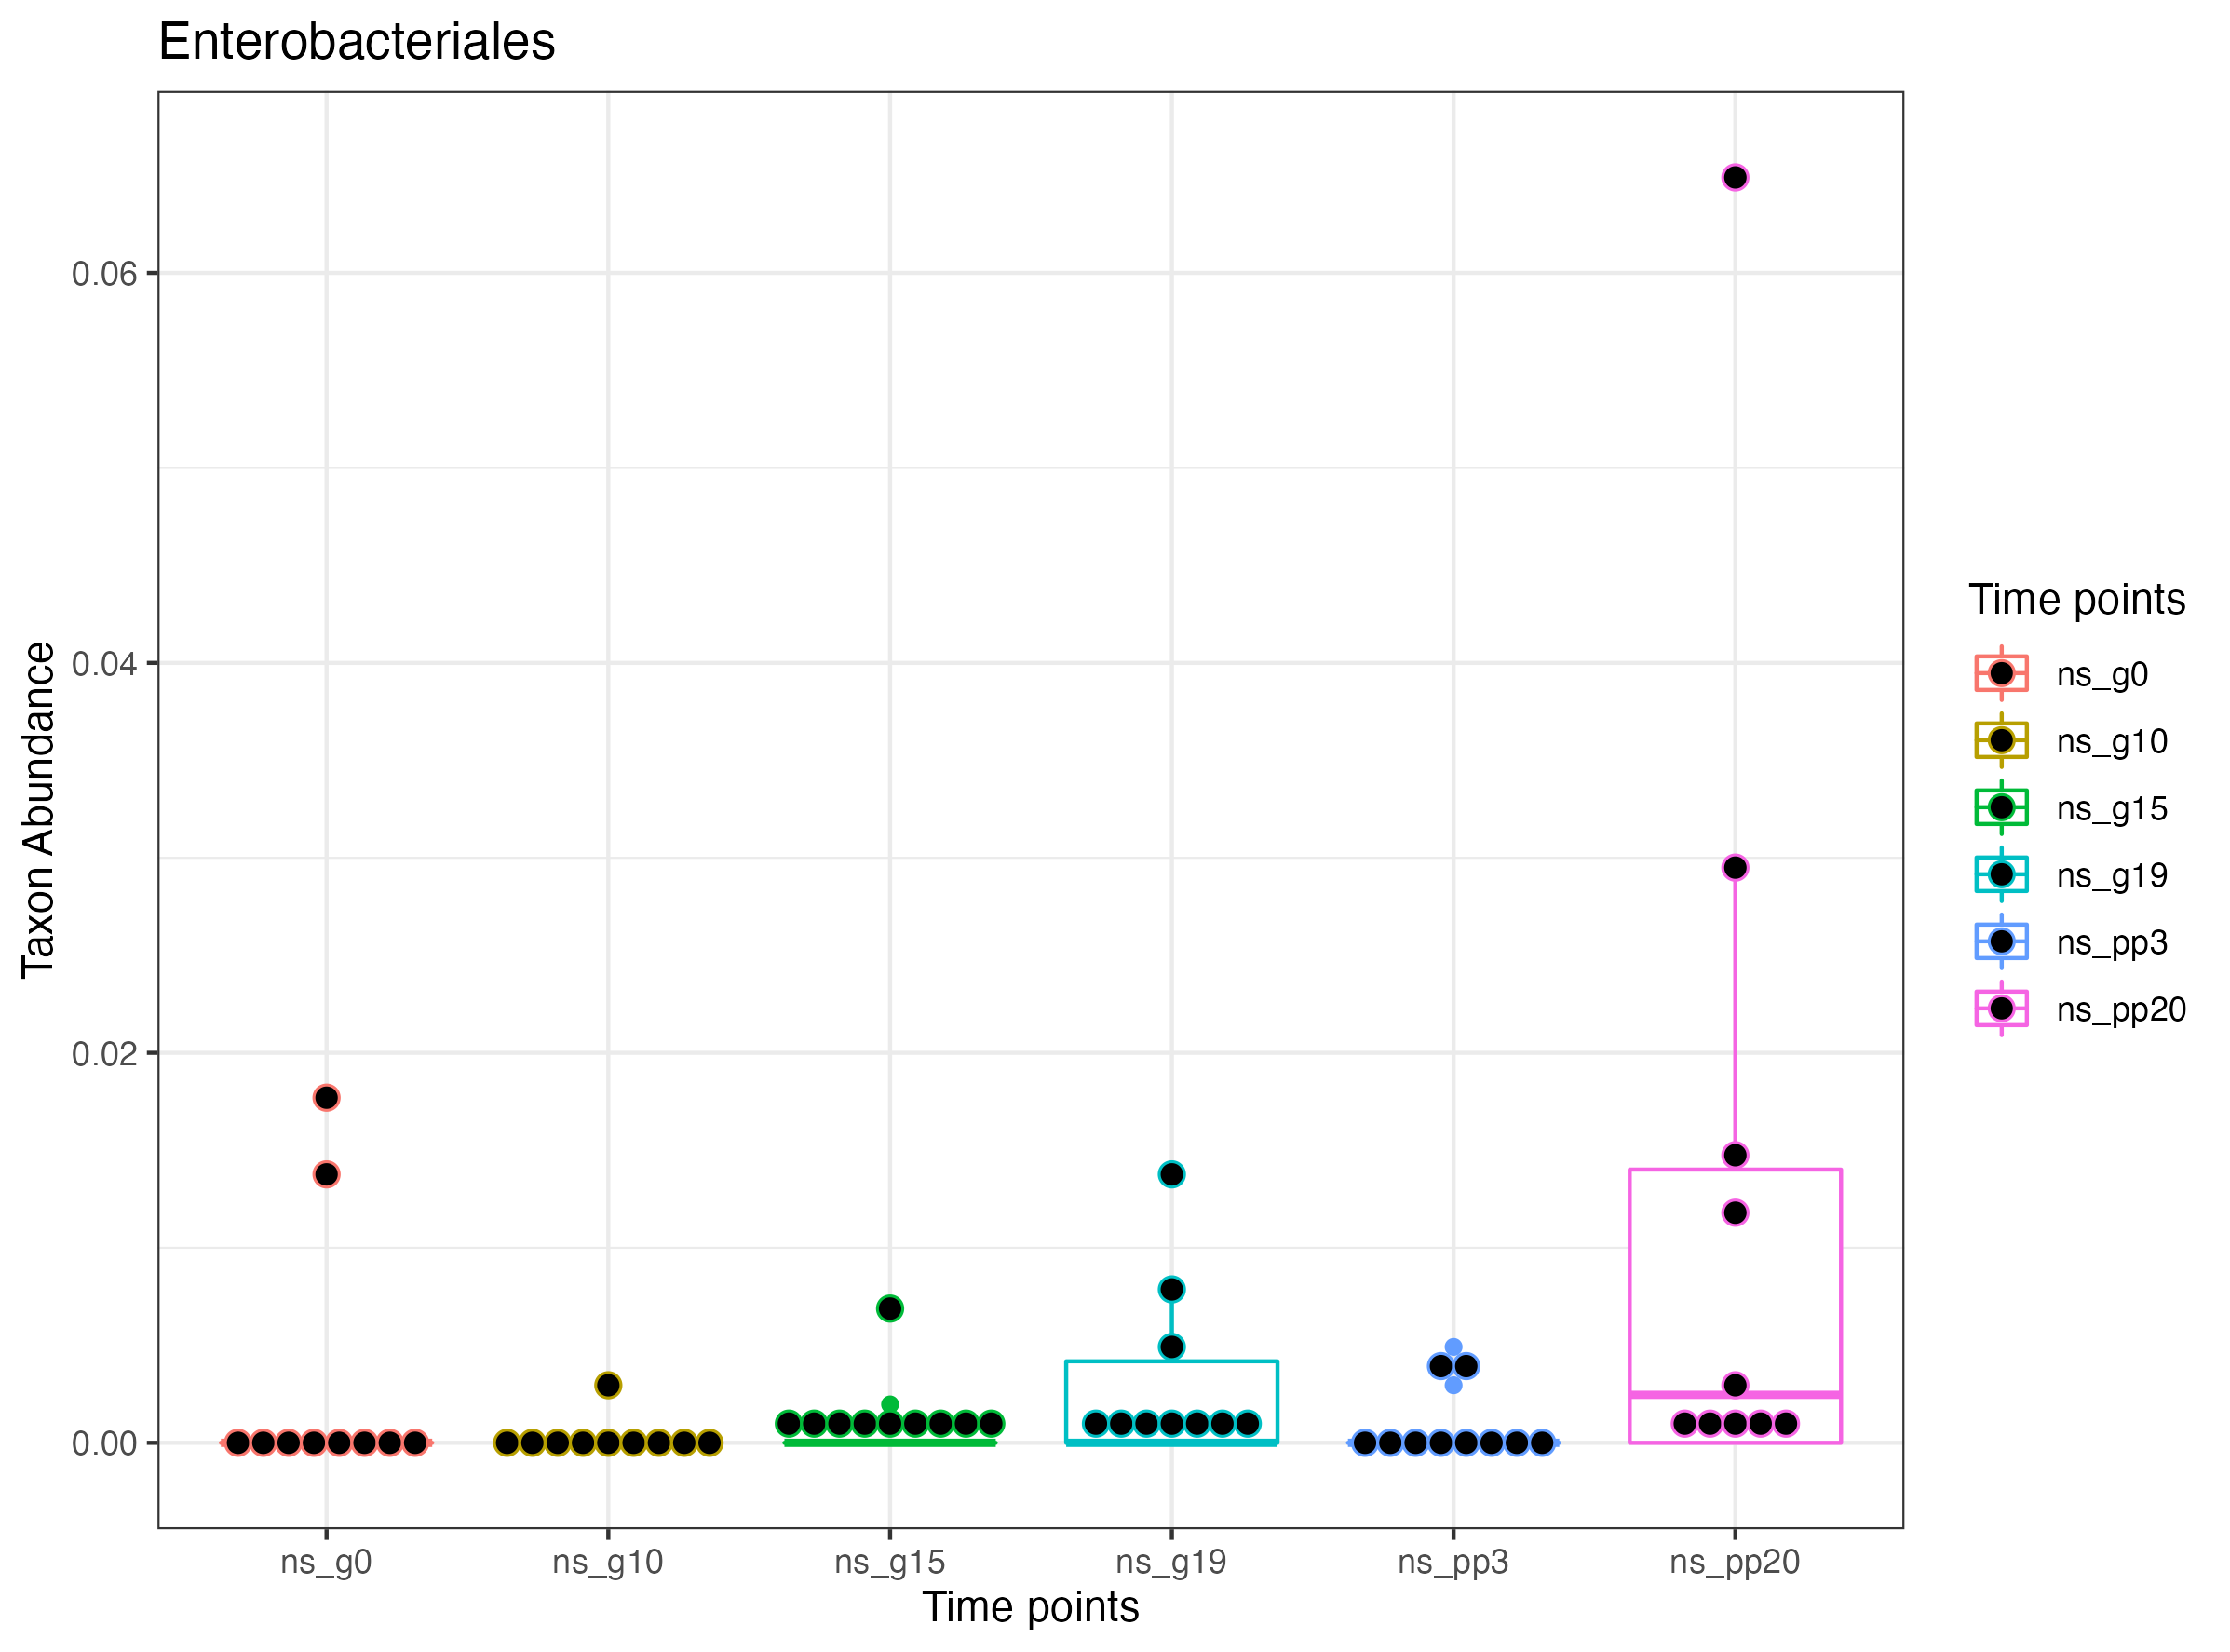 Enterobacteriales
Taxon Abundance
0.06
0.04
0.02
0.00
ns_g0
ns_g10
ns_g15
ns_g19
ns_pp3
ns_pp20
Time points
Time points
ns_g0
ns_g10
ns_g15
ns_g19
ns_pp3
ns_pp20